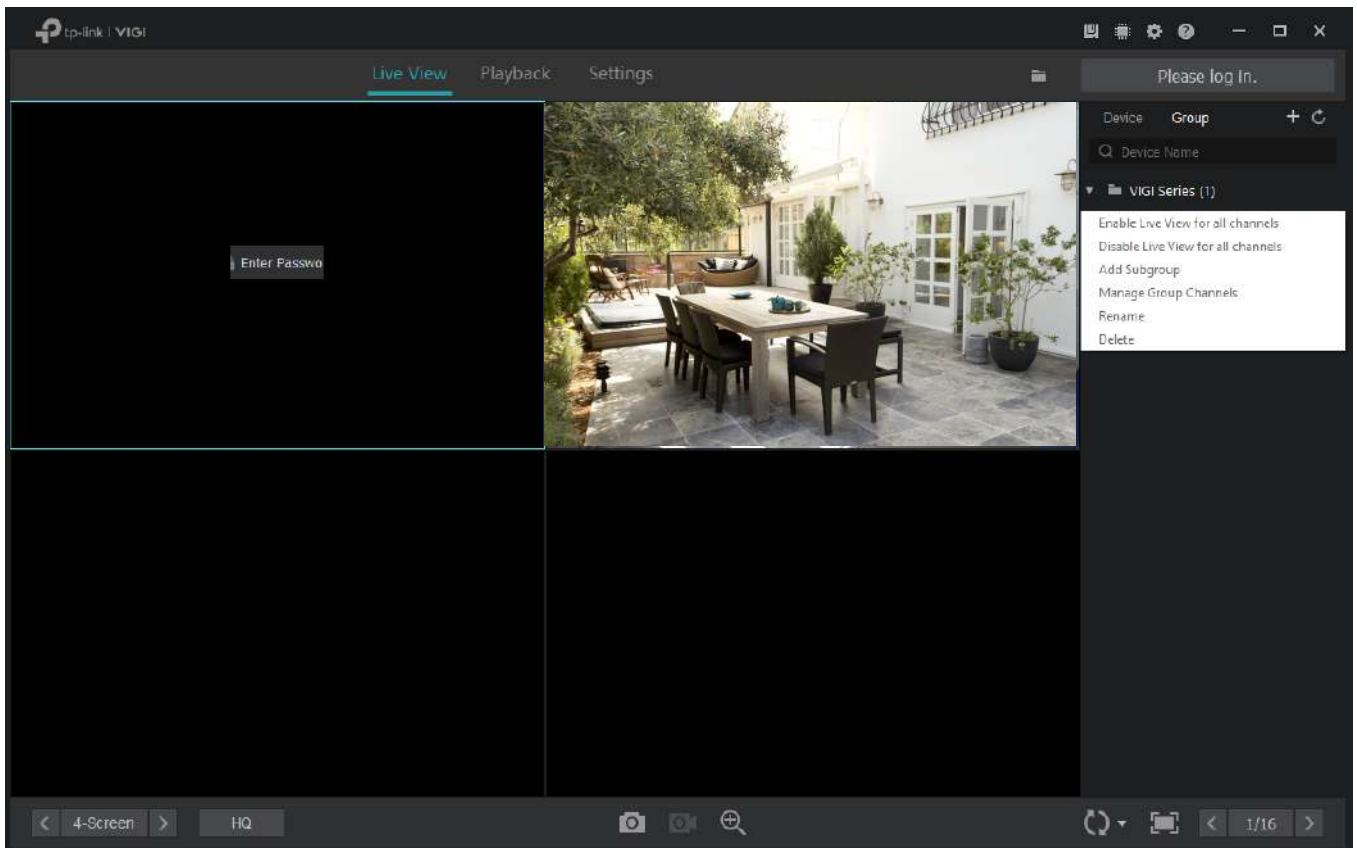 tp-link | VIGI
Live View Playback Settings
Please log in.
Device Group
Device Name
VIGI Series (1)
Enable Live View for all channels
Disable Live View for all channels
Add Subgroup
Manage Group Channels
Rename
Delete
Enter Passwo
4-Screen HQ 1/16